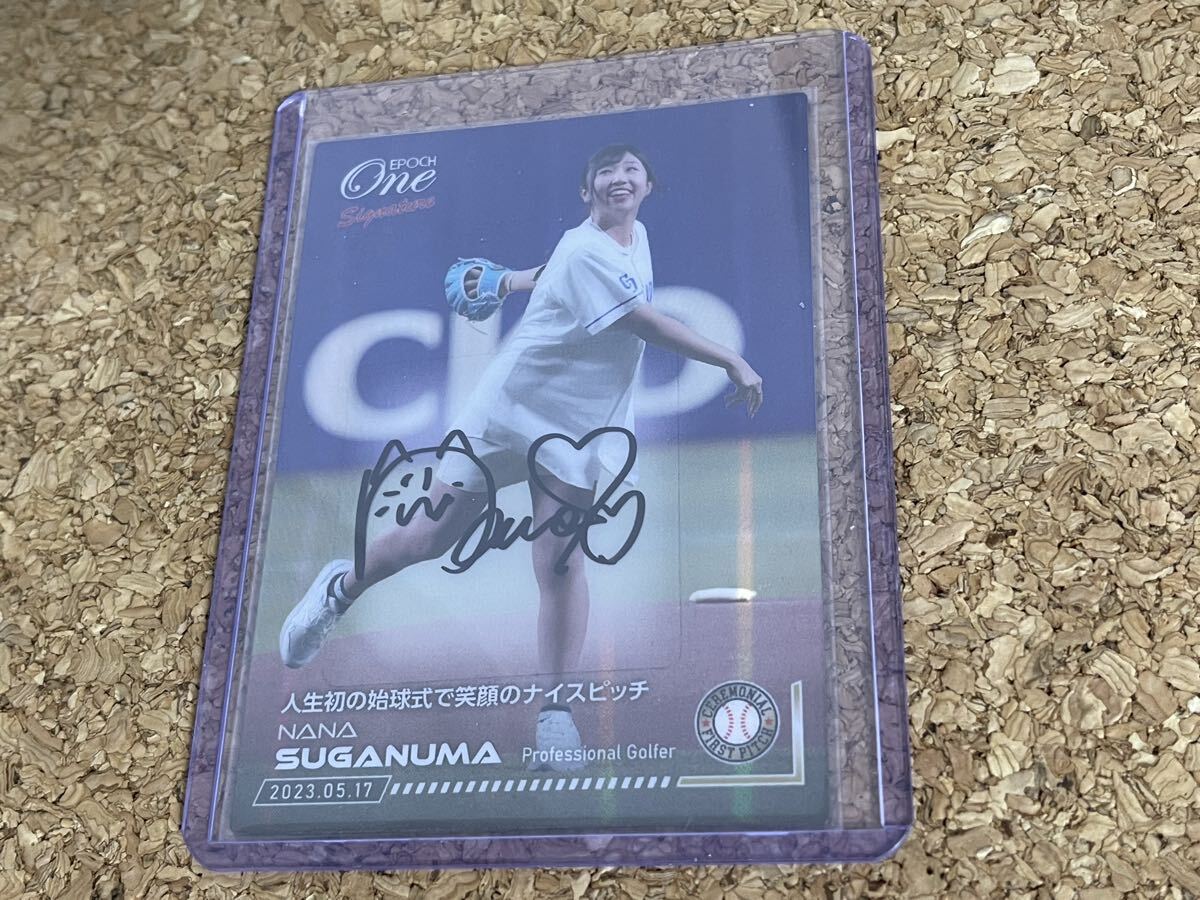 EPOCH
One
Signature
人生初の始球式で笑顔のナイスピッチ
NANA
SUGANUMA Professional Golfer
2023.05.17
CEREMONIAL
FIRST PITCH